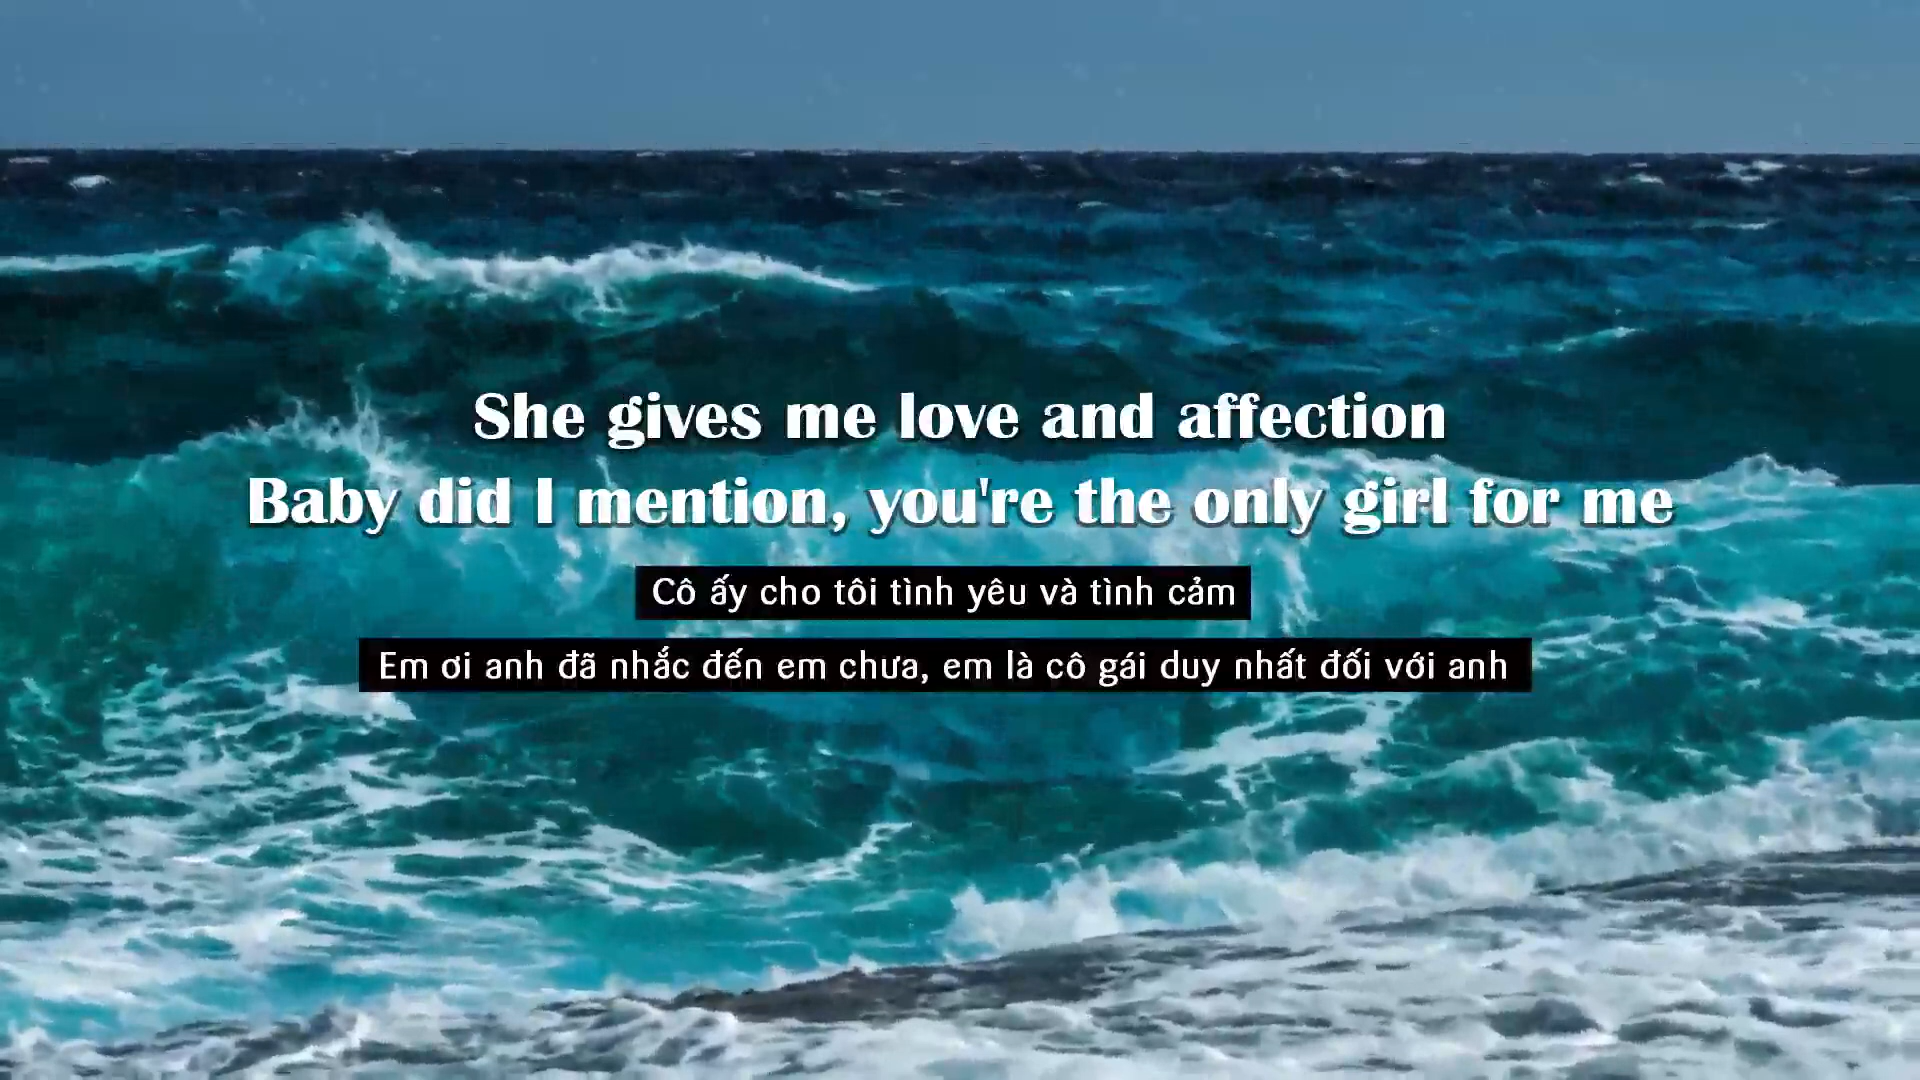 She gives me love and affection
Baby did I mention, you're the only girl for me
Cô ấy cho tôi tình yêu và tình cảm
Em ơi anh đã nhắc đến em chưa, em là cô gái duy nhất đối với anh